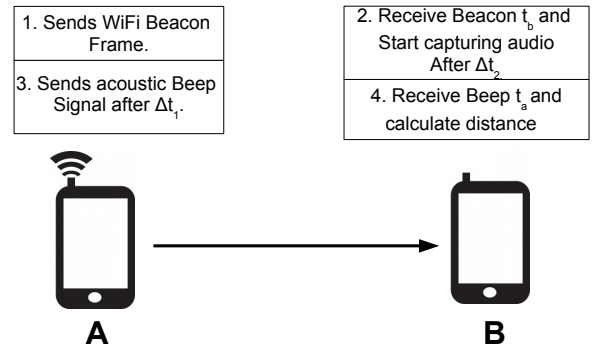 1. Sends WiFi Beacon
Frame.
3. Sends acoustic Beep
Signal after Δt₁.
2. Receive Beacon t_b and
Start capturing audio
After Δt₂.
4. Receive Beep tₐ and
calculate distance
A
B